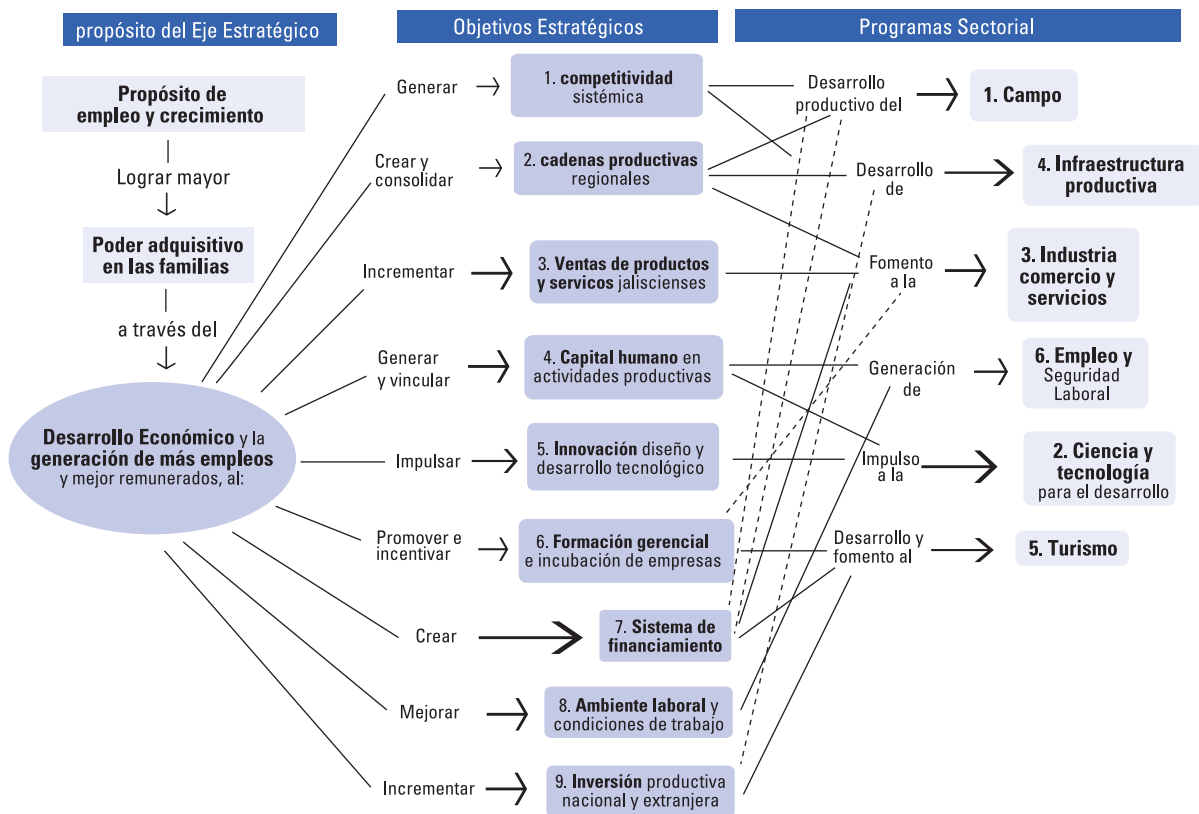 propósito del Eje Estratégico
Propósito de
empleo y crecimiento
Lograr mayor
Poder adquisitivo
en las familias
a través del
Desarrollo Económico y la
generación de más empleos
y mejor remunerados, al:
Objetivos Estratégicos
Generar
1. competitividad
sistémica
Crear y
consolidar
2. cadenas productivas
regionales
Incrementar
3. Ventas de productos
y servicos jaliscienses
Generar
y vincular
4. Capital humano en
actividades productivas
Impulsar
5. Innovación diseño y
desarrollo tecnológico
Promover e
incentivar
6. Formación gerencial
e incubación de empresas
Crear
7. Sistema de
financiamiento
Mejorar
8. Ambiente laboral y
condiciones de trabajo
Incrementar
9. Inversión productiva
nacional y extranjera
Programas Sectorial
Desarrollo
productivo del
1. Campo
Desarrollo
de
4. Infraestructura
productiva
Fomento
a la
3. Industria
comercio y
servicios
Generación
de
6. Empleo y
Seguridad
Laboral
Impulso
a la
2. Ciencia y
tecnología
para el desarrollo
Desarrollo y
fomento al
5. Turismo